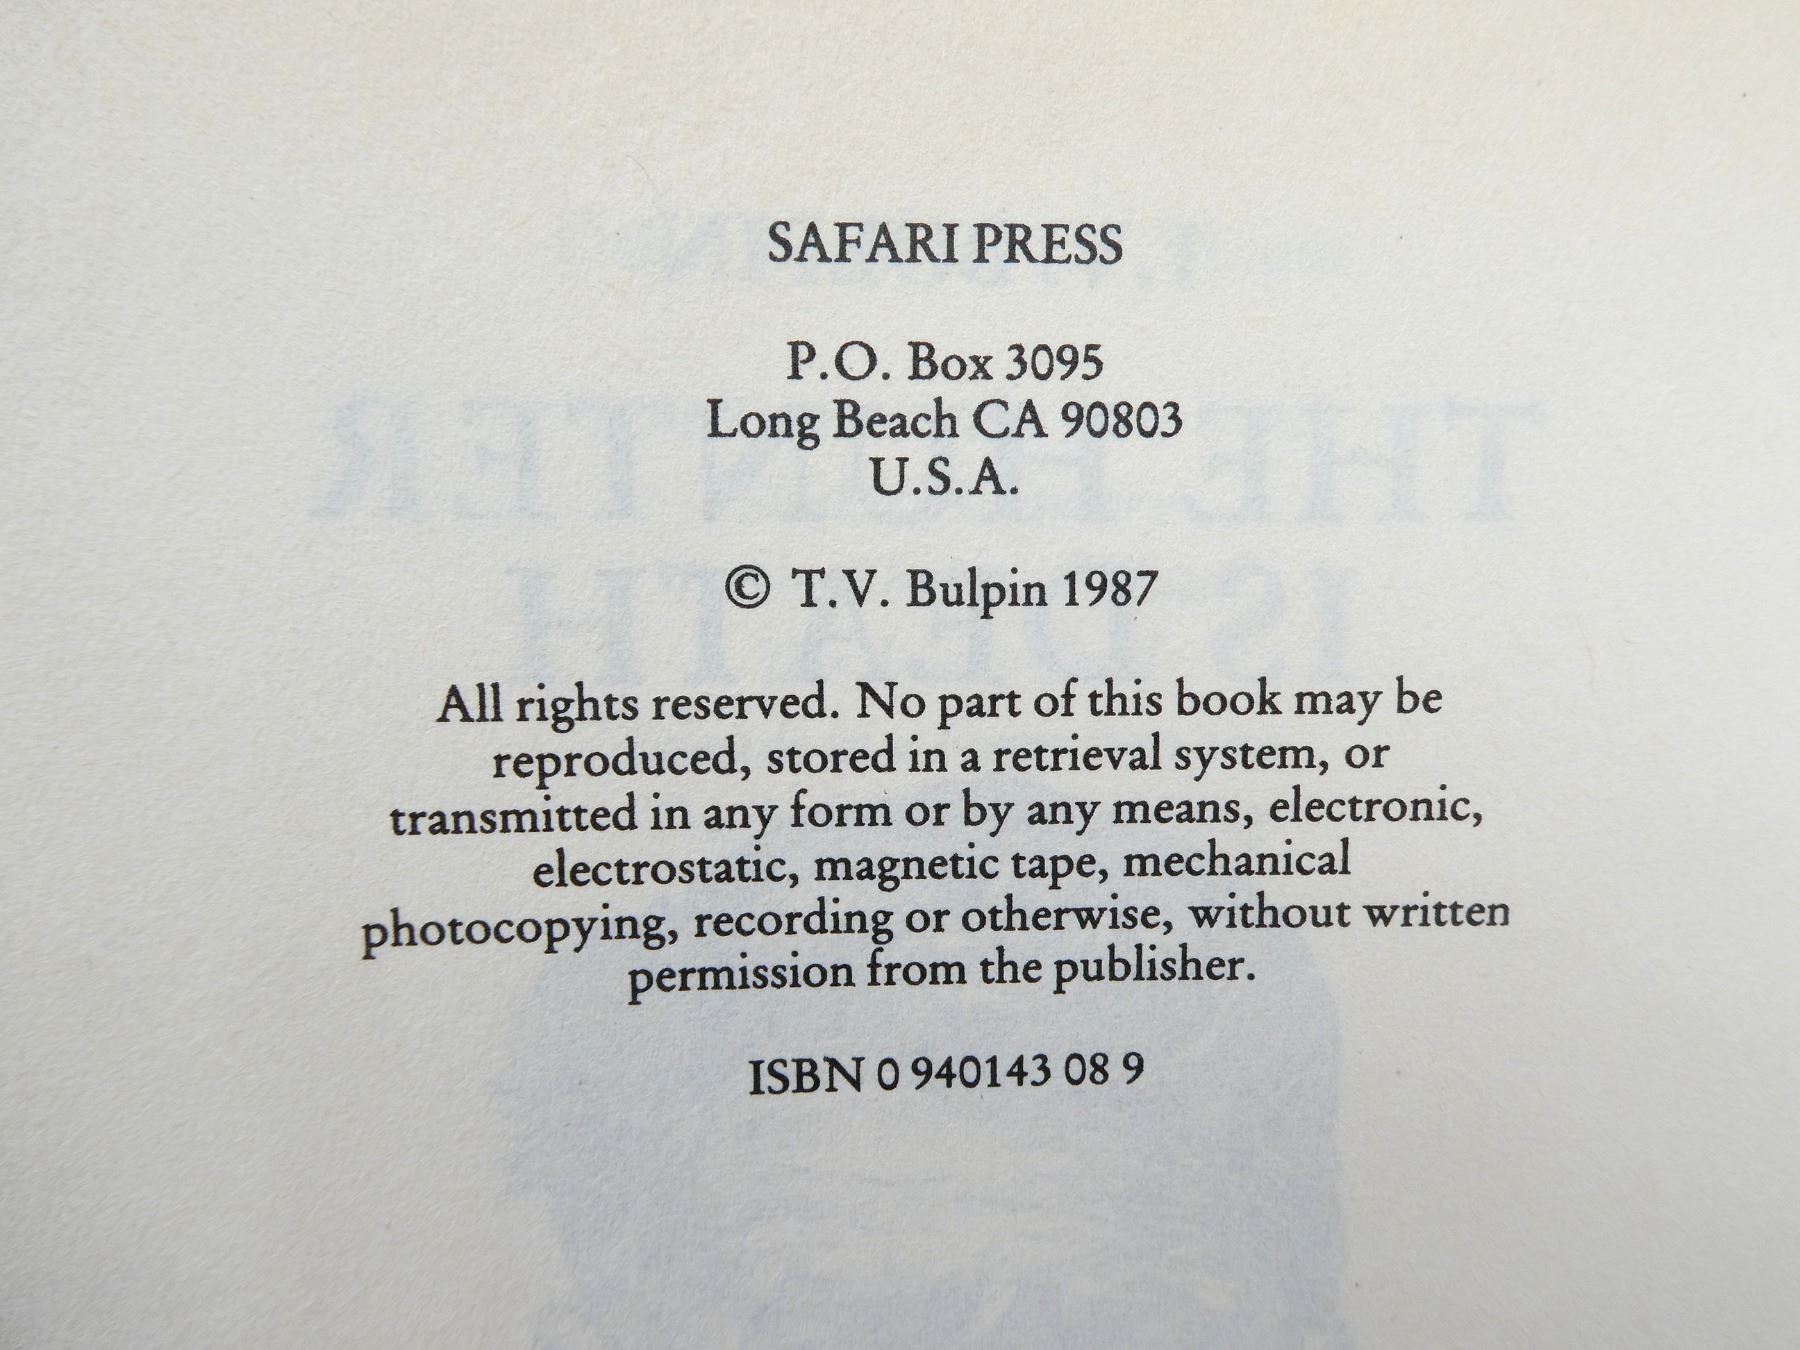 SAFARI PRESS
P.O. Box 3095
Long Beach CA 90803
U.S.A.
© T.V. Bulpin 1987
All rights reserved. No part of this book may be
reproduced, stored in a retrieval system, or
transmitted in any form or by any means, electronic,
electrostatic, magnetic tape, mechanical
photocopying, recording or otherwise, without written
permission from the publisher.
ISBN 0 940143 08 9